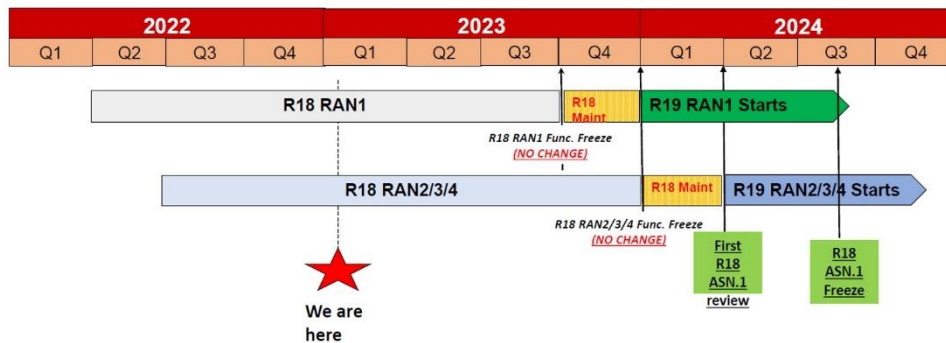 2022 2023 2024
Q1 Q2 Q3 Q4 Q1 Q2 Q3 Q4 Q1 Q2 Q3 Q4
R18 RAN1
R18
Maint
R19 RAN1 Starts
R18 RAN1 Func. Freeze
(NO CHANGE)
R18 RAN2/3/4
R18 Maint
R19 RAN2/3/4 Starts
R18 RAN2/3/4 Func. Freeze
(NO CHANGE)
First
R18
ASN.1
review
R18
ASN.1
Freeze
We are
here